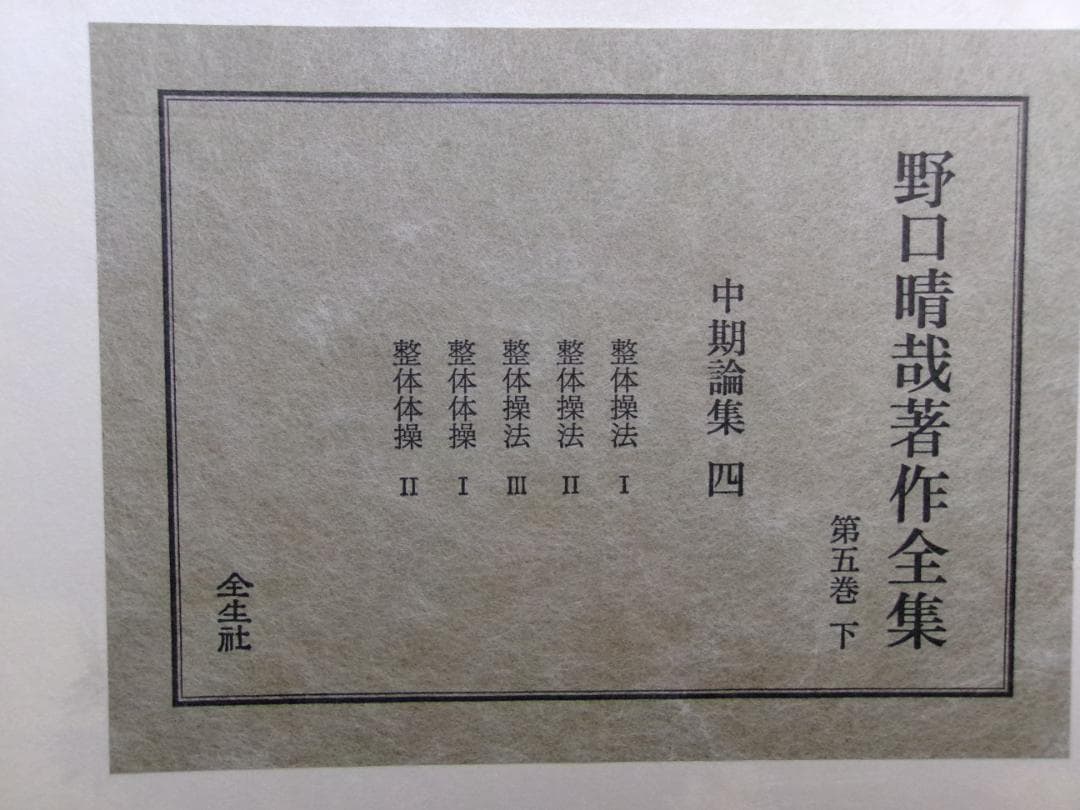 野口晴哉著作全集
第五巻 下
中期論集 四
整体操法 Ⅰ
整体操法 Ⅱ
整体操法 Ⅲ
整体体操 Ⅰ
整体体操 Ⅱ
全生社